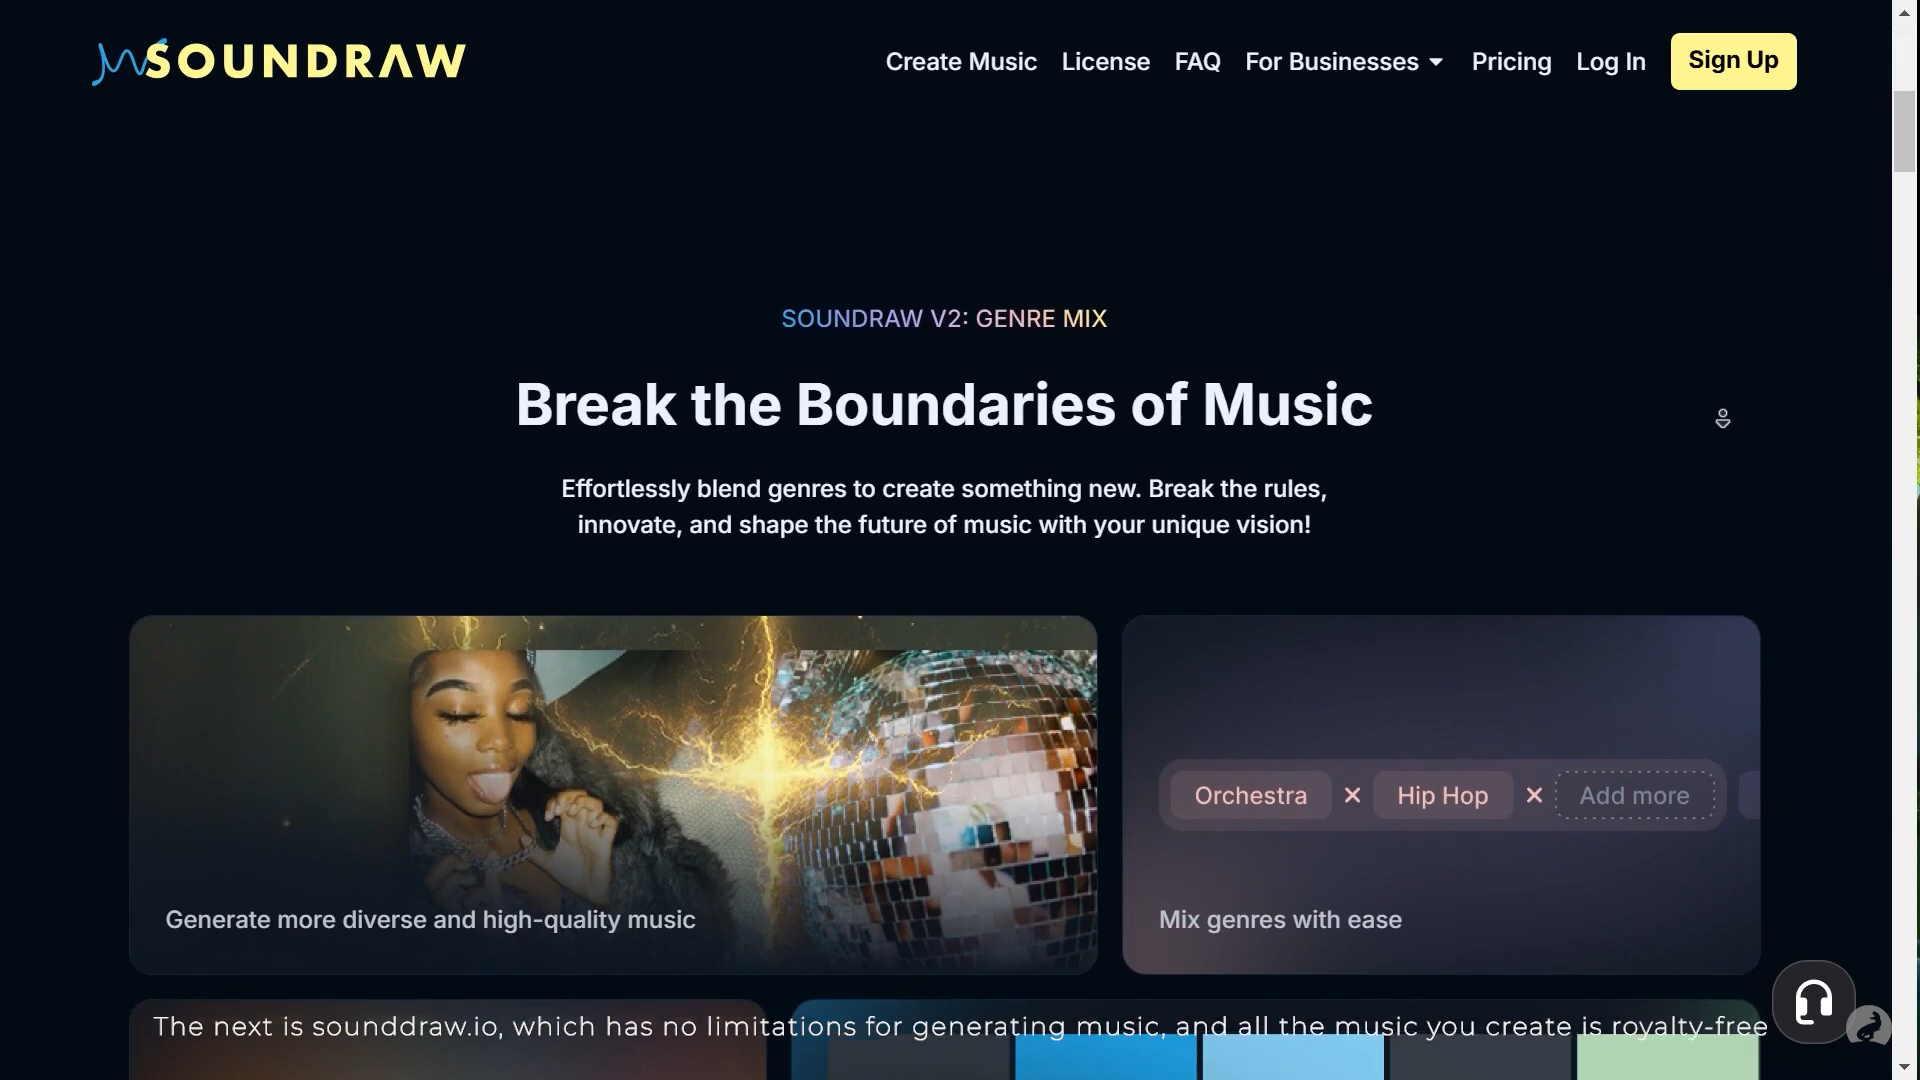 SOUNDRAW
Create Music
License
FAQ
For Businesses
Pricing
Log In
Sign Up
SOUNDRAW V2: GENRE MIX
Break the Boundaries of Music
Effortlessly blend genres to create something new. Break the rules,
innovate, and shape the future of music with your unique vision!
Orchestra
Hip Hop
Add more
Generate more diverse and high-quality music
Mix genres with ease
The next is sounddraw.io, which has no limitations for generating music, and all the music you create is royalty-free